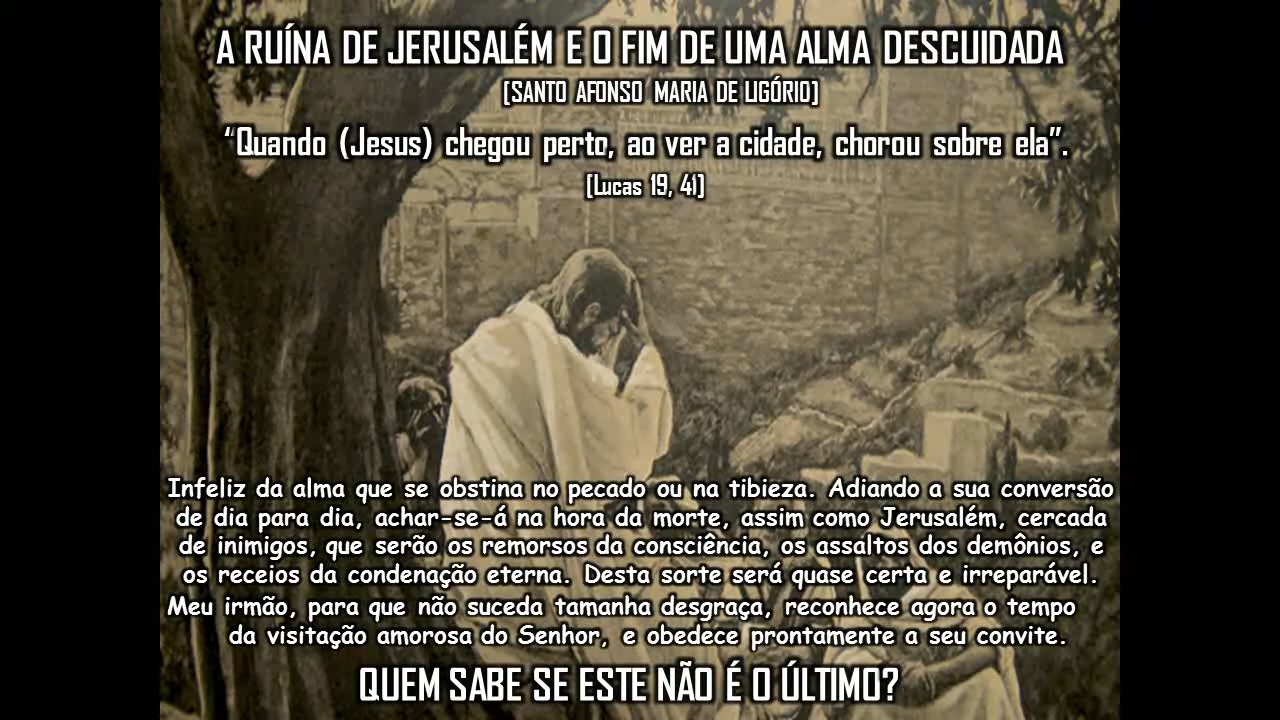 A RUÍNA DE JERUSALÉM E O FIM DE UMA ALMA DESCUIDADA
[SANTO AFONSO MARIA DE LIGÓRIO]
“Quando (Jesus) chegou perto, ao ver a cidade, chorou sobre ela”.
[Lucas 19, 41]
Infeliz da alma que se obstina no pecado ou na tibieza. Adiando a sua conversão
de dia para dia, achar-se-á na hora da morte, assim como Jerusalém, cercada
de inimigos, que serão os remorsos da consciência, os assaltos dos demônios, e
os receios da condenação eterna. Desta sorte será quase certa e irreparável.
Meu irmão, para que não suceda tamanha desgraça, reconhece agora o tempo
da visitação amorosa do Senhor, e obedece prontamente a seu convite.
QUEM SABE SE ESTE NÃO É O ÚLTIMO?